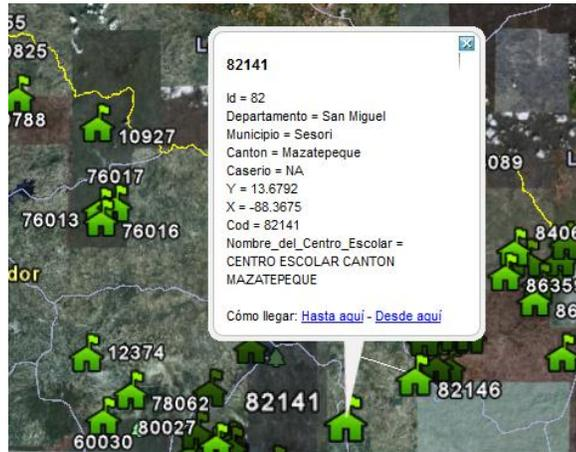 55
0825
0788
10927
L
76017
76013
76016
dor
12374
78062
80027
60030
82141
82141
Id = 82
Departamento = San Miguel
Municipio = Sesori
Canton = Mazatepeque
Caserio = NA
Y = 13.6792
X = -88.3675
Cod = 82141
Nombre_del_Centro_Escolar =
CENTRO ESCOLAR CANTON
MAZATEPEQUE
Cómo llegar: Hasta aquí - Desde aquí
089
L
8406
8635
86
82146